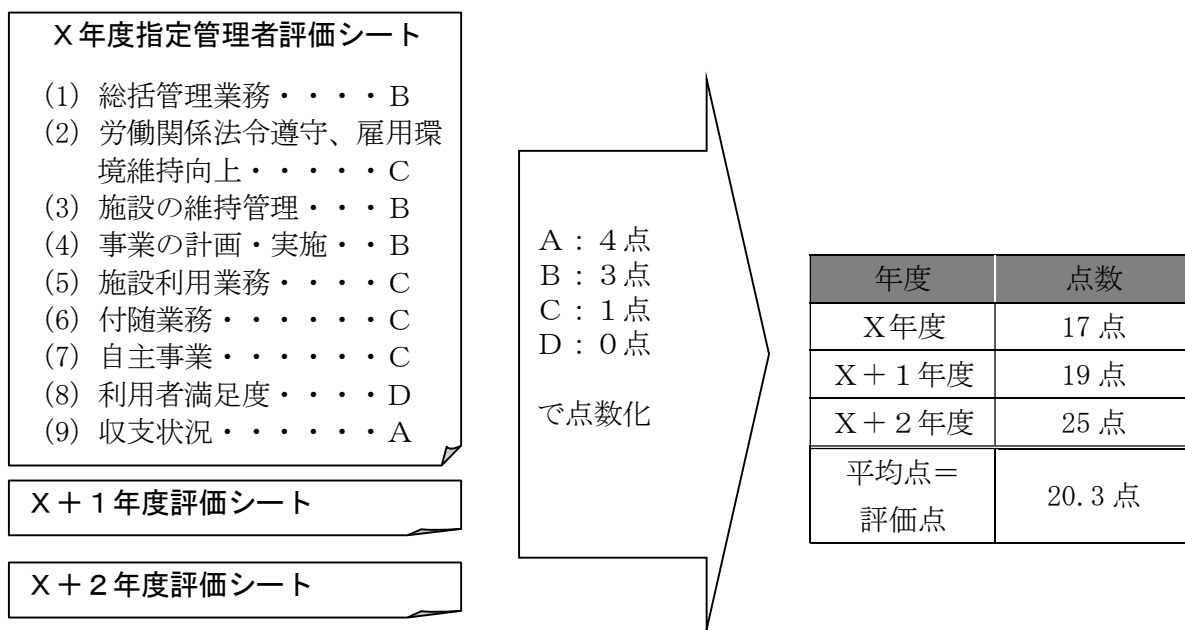 X年度指定管理者評価シート
(1) 総括管理業務・・・・B
(2) 労働関係法令遵守、雇用環
境維持向上・・・・・C
(3) 施設の維持管理・・・B
(4) 事業の計画・実施・・B
(5) 施設利用業務・・・・C
(6) 付随業務・・・・・・C
(7) 自主事業・・・・・・C
(8) 利用者満足度・・・・D
(9) 収支状況・・・・・・A
X+1年度評価シート
X+2年度評価シート
A:4点
B:3点
C:1点
D:0点
で点数化
年度 点数
X年度 17点
X+1年度 19点
X+2年度 25点
平均点=
評価点
20.3点